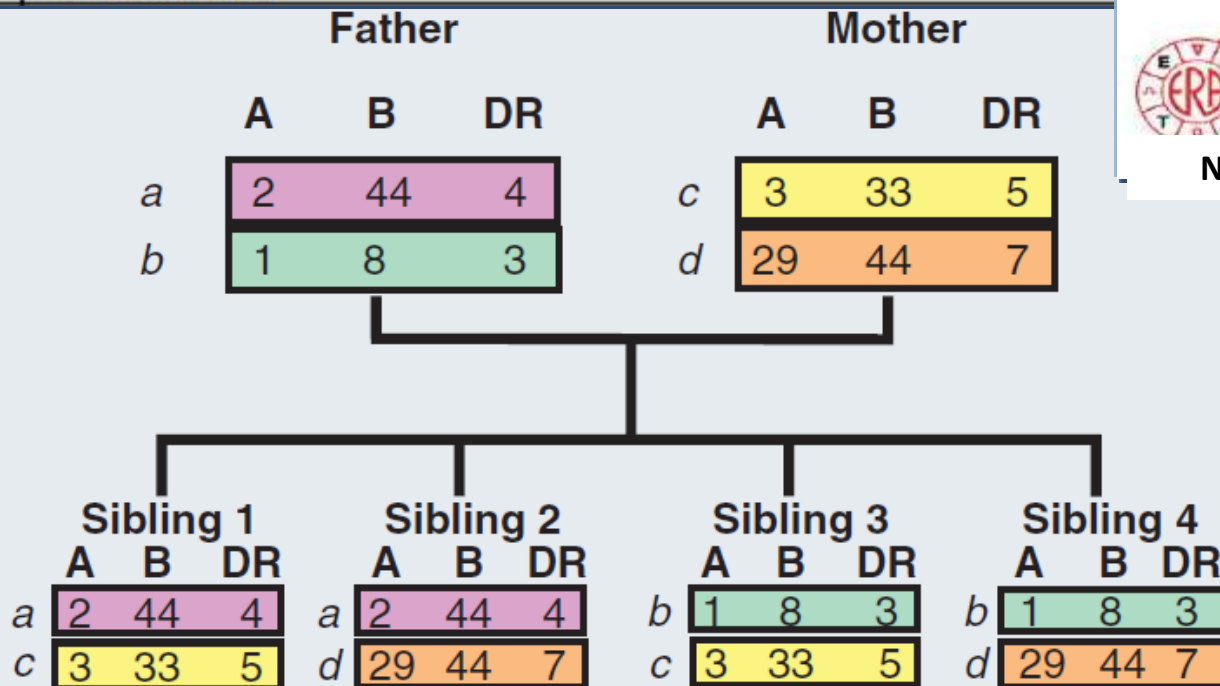 Father Mother
A B DR A B DR
a 2 44 4 c 3 33 5
b 1 8 3 d 29 44 7
Sibling 1 Sibling 2 Sibling 3 Sibling 4
A B DR A B DR A B DR A B DR
a 2 44 4 a 2 44 4 b 1 8 3 b 1 8 3
c 3 33 5 d 29 44 7 c 3 33 5 d 29 44 7